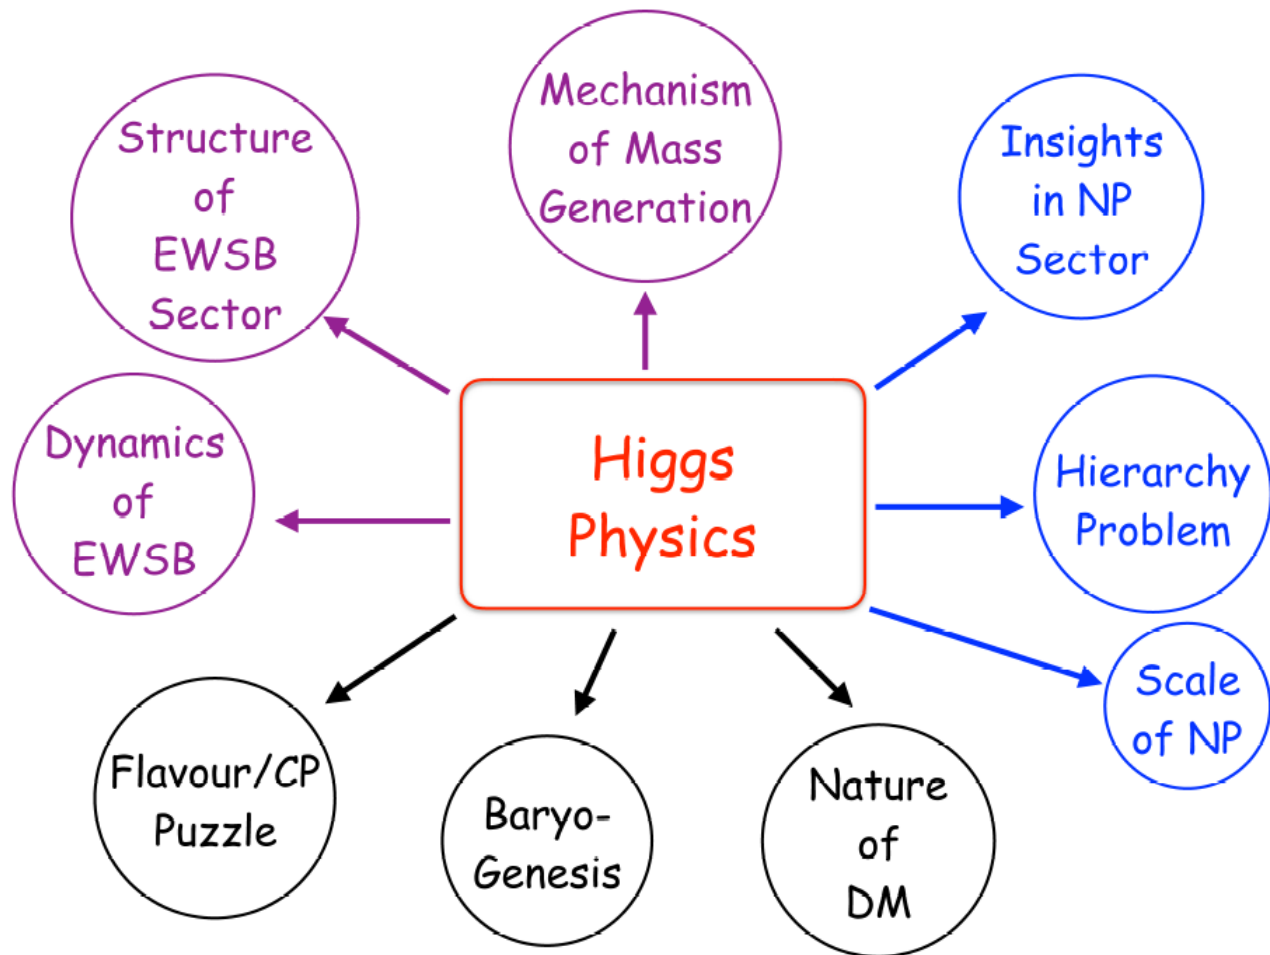 Mechanism
of Mass
Generation
Structure
of
EWSB
Sector
Insights
in NP
Sector
Dynamics
of
EWSB
Higgs
Physics
Hierarchy
Problem
Scale
of NP
Flavour/CP
Puzzle
Baryo-
Genesis
Nature
of
DM